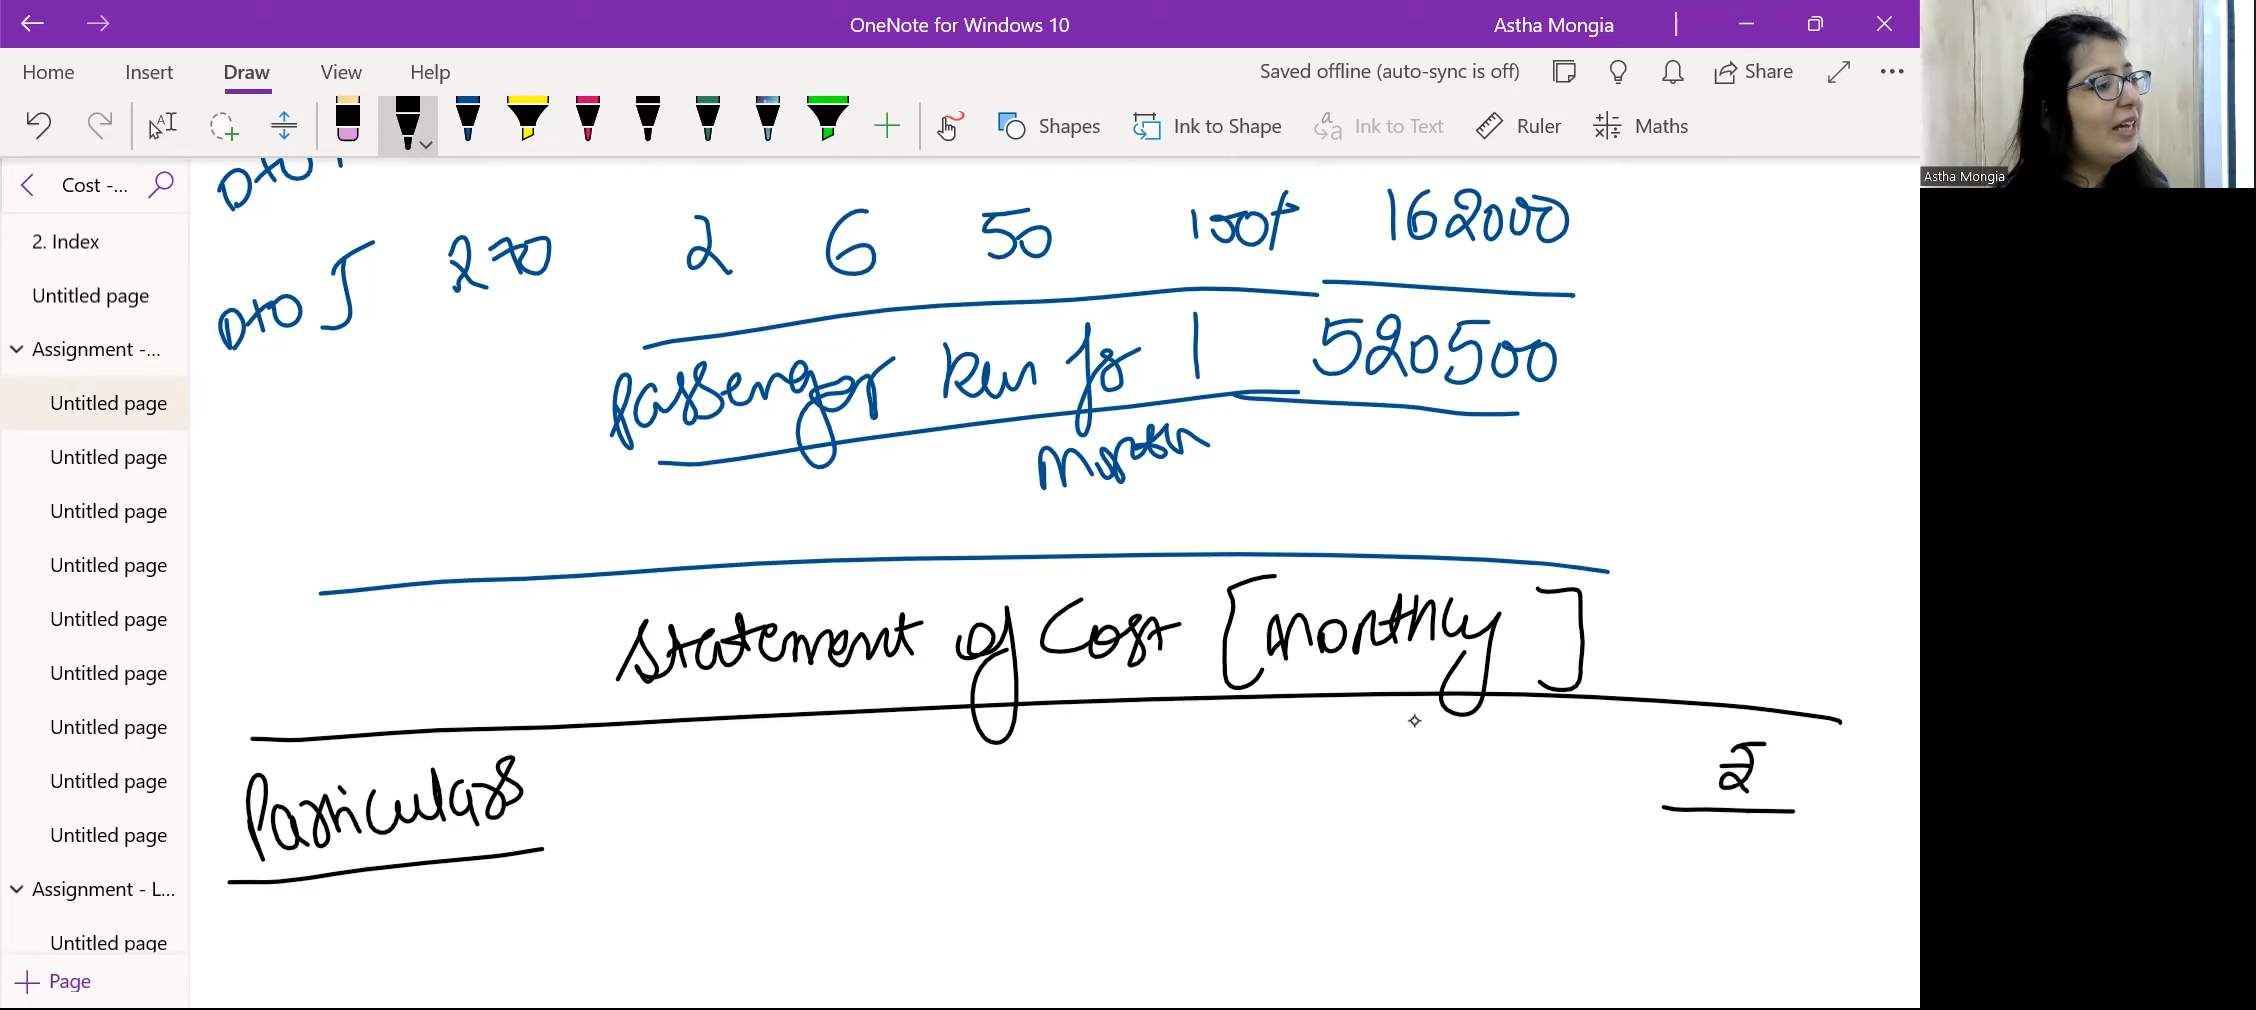 OneNote for Windows 10
Astha Mongia
Home Insert Draw View Help
Saved offline (auto-sync is off) Share
Shapes Ink to Shape Ink to Text Ruler Maths
Astha Mongia
Cost -...
2. Index
Untitled page
Assignment -...
Untitled page
Untitled page
Untitled page
Untitled page
Untitled page
Untitled page
Untitled page
Untitled page
Untitled page
Assignment - L...
Untitled page
Page
D to J 270 2 6 50 100% 162000
Passenger km for 1 520500
Month
Statement of Cost [Monthly]
Particulars ₹